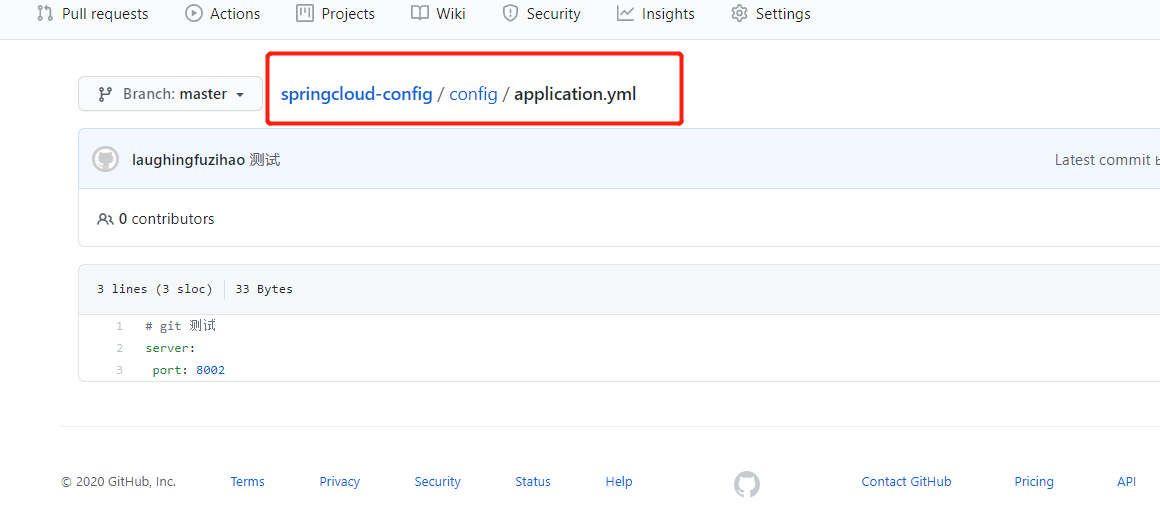 Pull requests Actions Projects Wiki Security Insights Settings
Branch: master springcloud-config / config / application.yml
laughingfuzihao 测试 Latest commit
0 contributors
3 lines (3 sloc) 33 Bytes
1 # git 测试
2 server:
3 port: 8002
© 2020 GitHub, Inc. Terms Privacy Security Status Help Contact GitHub Pricing API